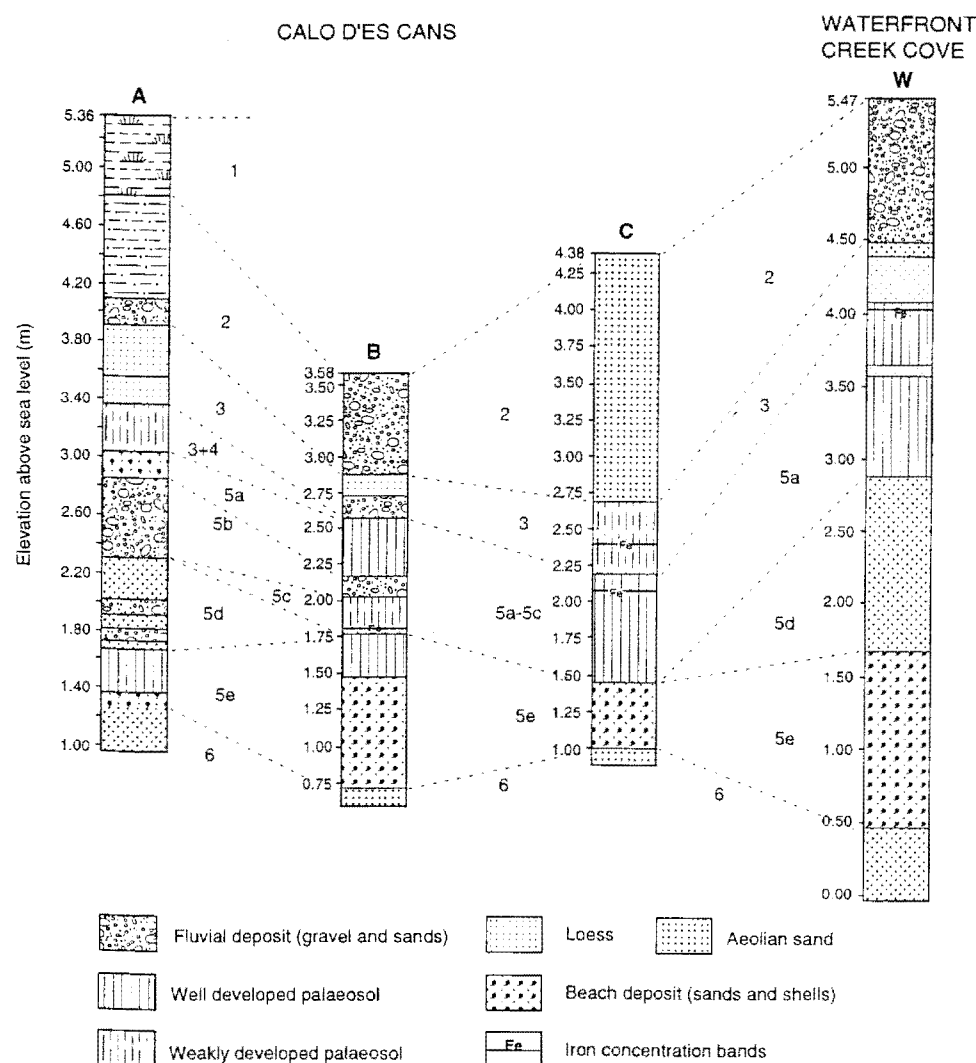 CALO D'ES CANS
WATERFRONT
CREEK COVE
Elevation above sea level (m)
A
5.36
5.00
4.60
4.20
3.80
3.40
3.00
2.60
2.20
1.80
1.40
1.00
1
2
3
3+4
5a
5b
5c
5d
5e
6
B
3.58
3.50
3.25
3.00
2.75
2.50
2.25
2.00
1.75
1.50
1.25
1.00
0.75
Fe
2
3
5a-5c
5e
6
C
4.38
4.25
4.00
3.75
3.50
3.25
3.00
2.75
2.50
2.25
2.00
1.75
1.50
1.25
1.00
Fe
Fe
2
3
5a
5d
5e
6
W
5.47
5.00
4.50
4.00
3.50
3.00
2.50
2.00
1.50
1.00
0.50
0.00
Fe
Fluvial deposit (gravel and sands)
Loess
Aeolian sand
Well developed palaeosol
Beach deposit (sands and shells)
Weakly developed palaeosol
Fe
Iron concentration bands